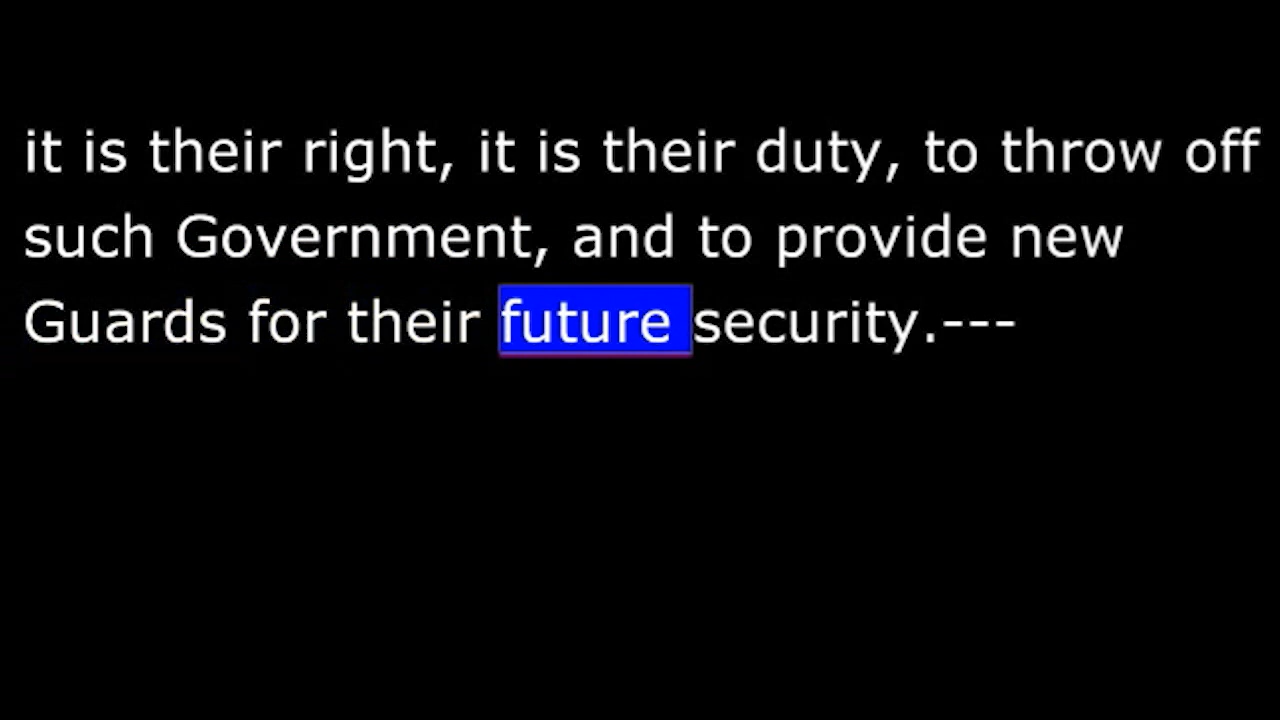 it is their right, it is their duty, to throw off
such Government, and to provide new
Guards for their future security.---